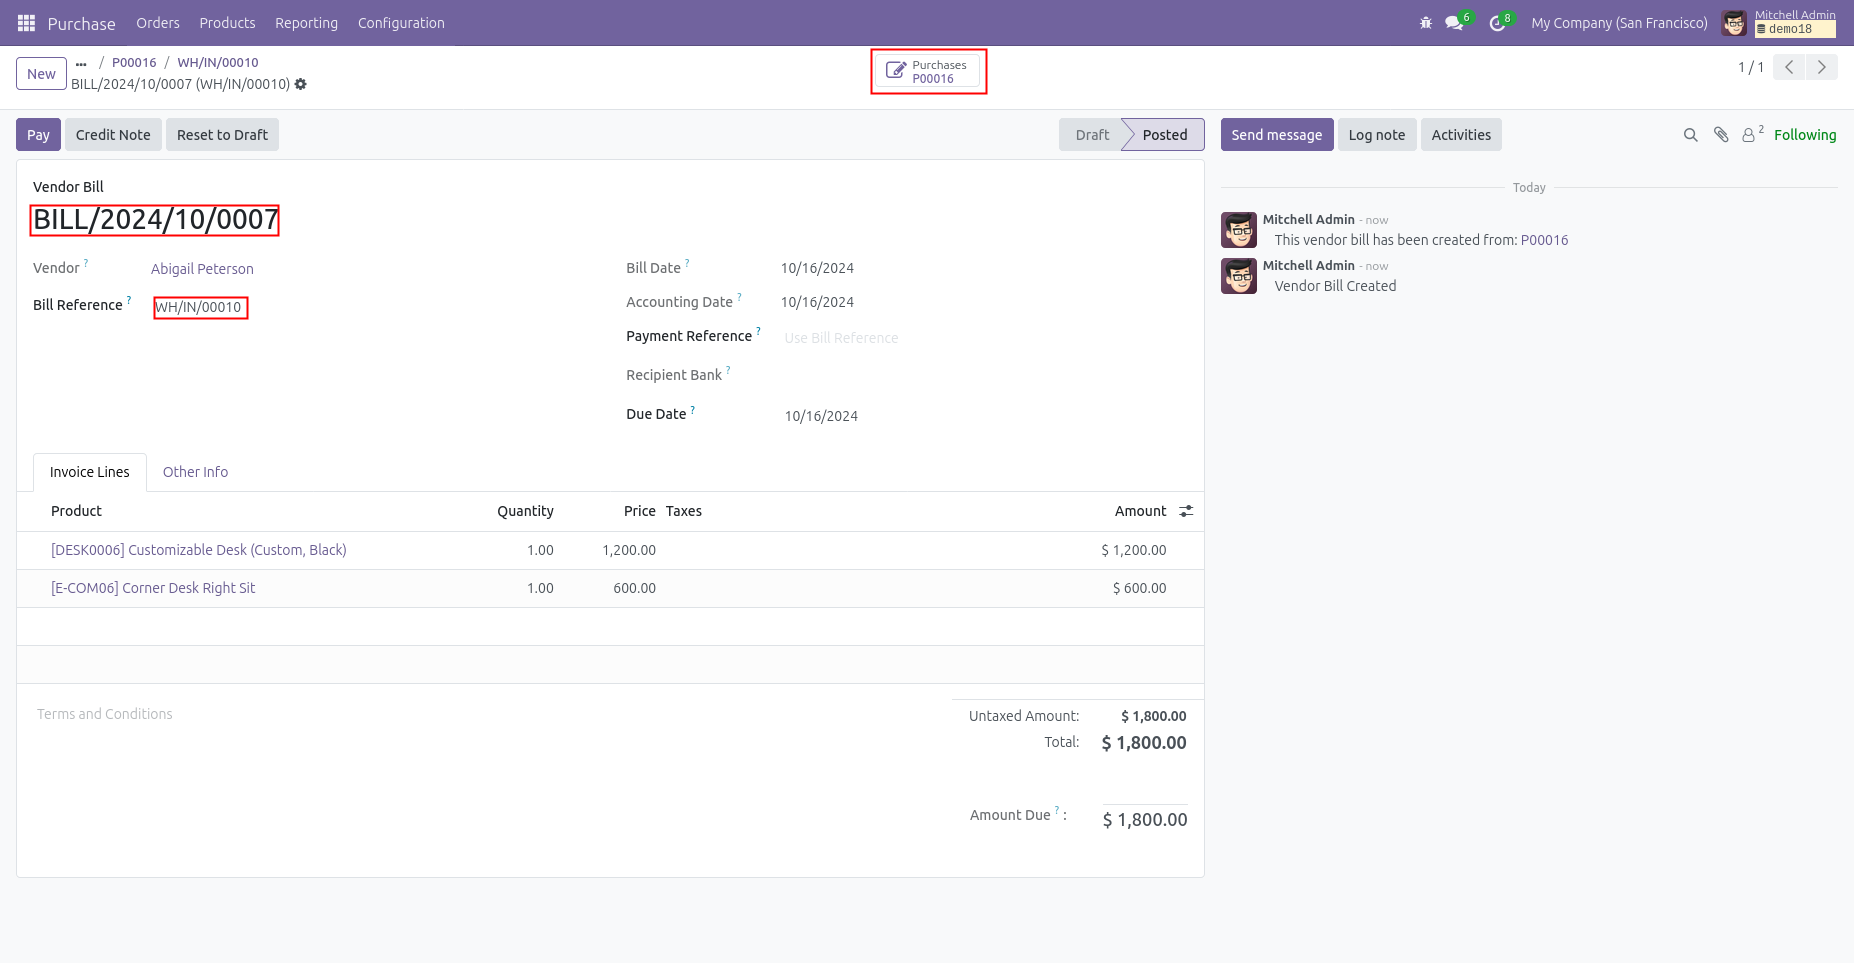 Purchase Orders Products Reporting Configuration 6 8 My Company (San Francisco) Mitchell Admin
demo18
New ... / P00016 / WH/IN/00010
BILL/2024/10/0007 (WH/IN/00010)
Purchases
P00016
1 / 1
Pay Credit Note Reset to Draft Draft Posted
Send message Log note Activities 2 Following
Vendor Bill
BILL/2024/10/0007
Vendor ? Abigail Peterson
Bill Reference ? WH/IN/00010
Bill Date ? 10/16/2024
Accounting Date ? 10/16/2024
Payment Reference ? Use Bill Reference
Recipient Bank ?
Due Date ? 10/16/2024
Invoice Lines Other Info
Product Quantity Price Taxes Amount
[DESK0006] Customizable Desk (Custom, Black) 1.00 1,200.00 $ 1,200.00
[E-COM06] Corner Desk Right Sit 1.00 600.00 $ 600.00
Terms and Conditions
Untaxed Amount: $ 1,800.00
Total: $ 1,800.00
Amount Due ? : $ 1,800.00
Today
Mitchell Admin - now
This vendor bill has been created from: P00016
Mitchell Admin - now
Vendor Bill Created